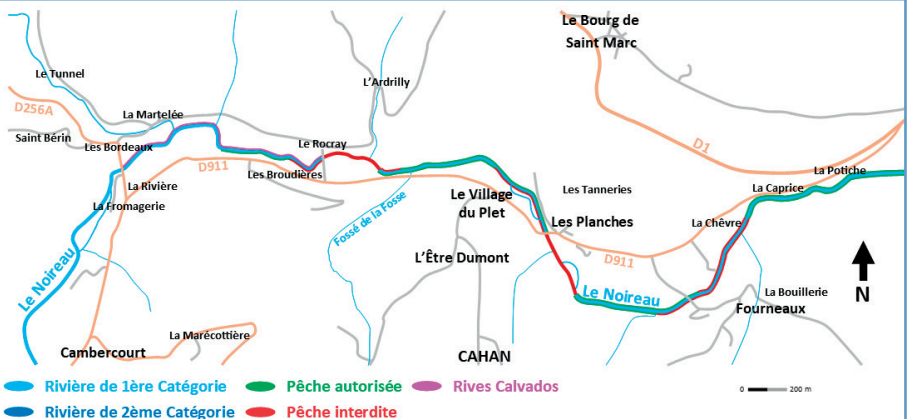 Le Bourg de
Saint Marc
Le Tunnel
L'Ardrilly
D256A
La Martelée
Saint Bérin
Les Bordeaux
Le Rocray
D1
D911
La Potiche
Les Broudières
La Rivière
Le Village
du Plet
Les Tanneries
La Caprice
La Fromagerie
Les Planches
La Chêvre
Fossé de la Fosse
L'Être Dumont
D911
Le Noireau
Le Noireau
N
La Bouillerie
Fourneaux
La Marécottière
Cambercourt
CAHAN
Rivière de 1ère Catégorie
Pêche autorisée
Rives Calvados
0
200 m
Rivière de 2ème Catégorie
Pêche interdite